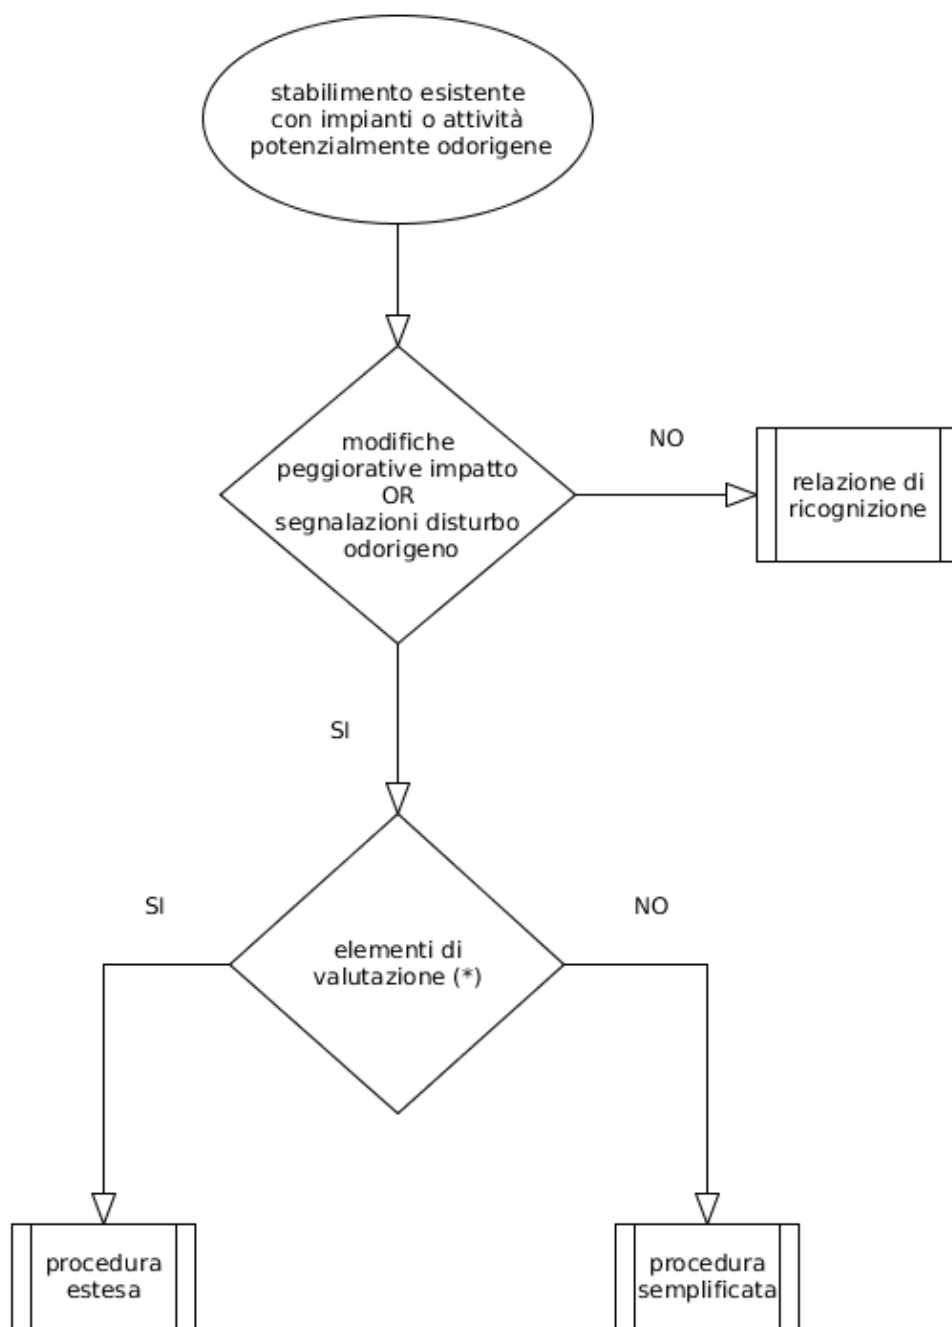 stabilimento esistente
con impianti o attività
potenzialmente odorigene
modifiche
peggiorative impatto
OR
segnalazioni disturbo
odorigeno
NO
relazione di
ricognizione
SI
SI
NO
elementi di
valutazione (*)
procedura
estesa
procedura
semplificata